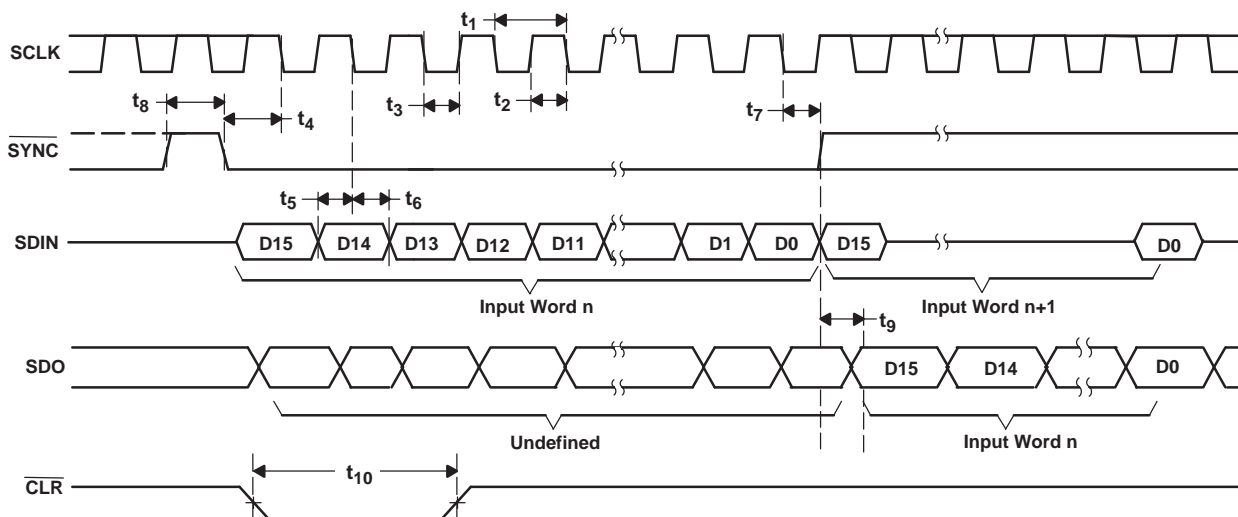 t1
SCLK
t8
t4
t3
t2
t7
SYNC
t5
t6
SDIN
D15
D14
D13
D12
D11
D1
D0
D15
D0
Input Word n
Input Word n+1
t9
SDO
D15
D14
D0
Undefined
Input Word n
t10
CLR